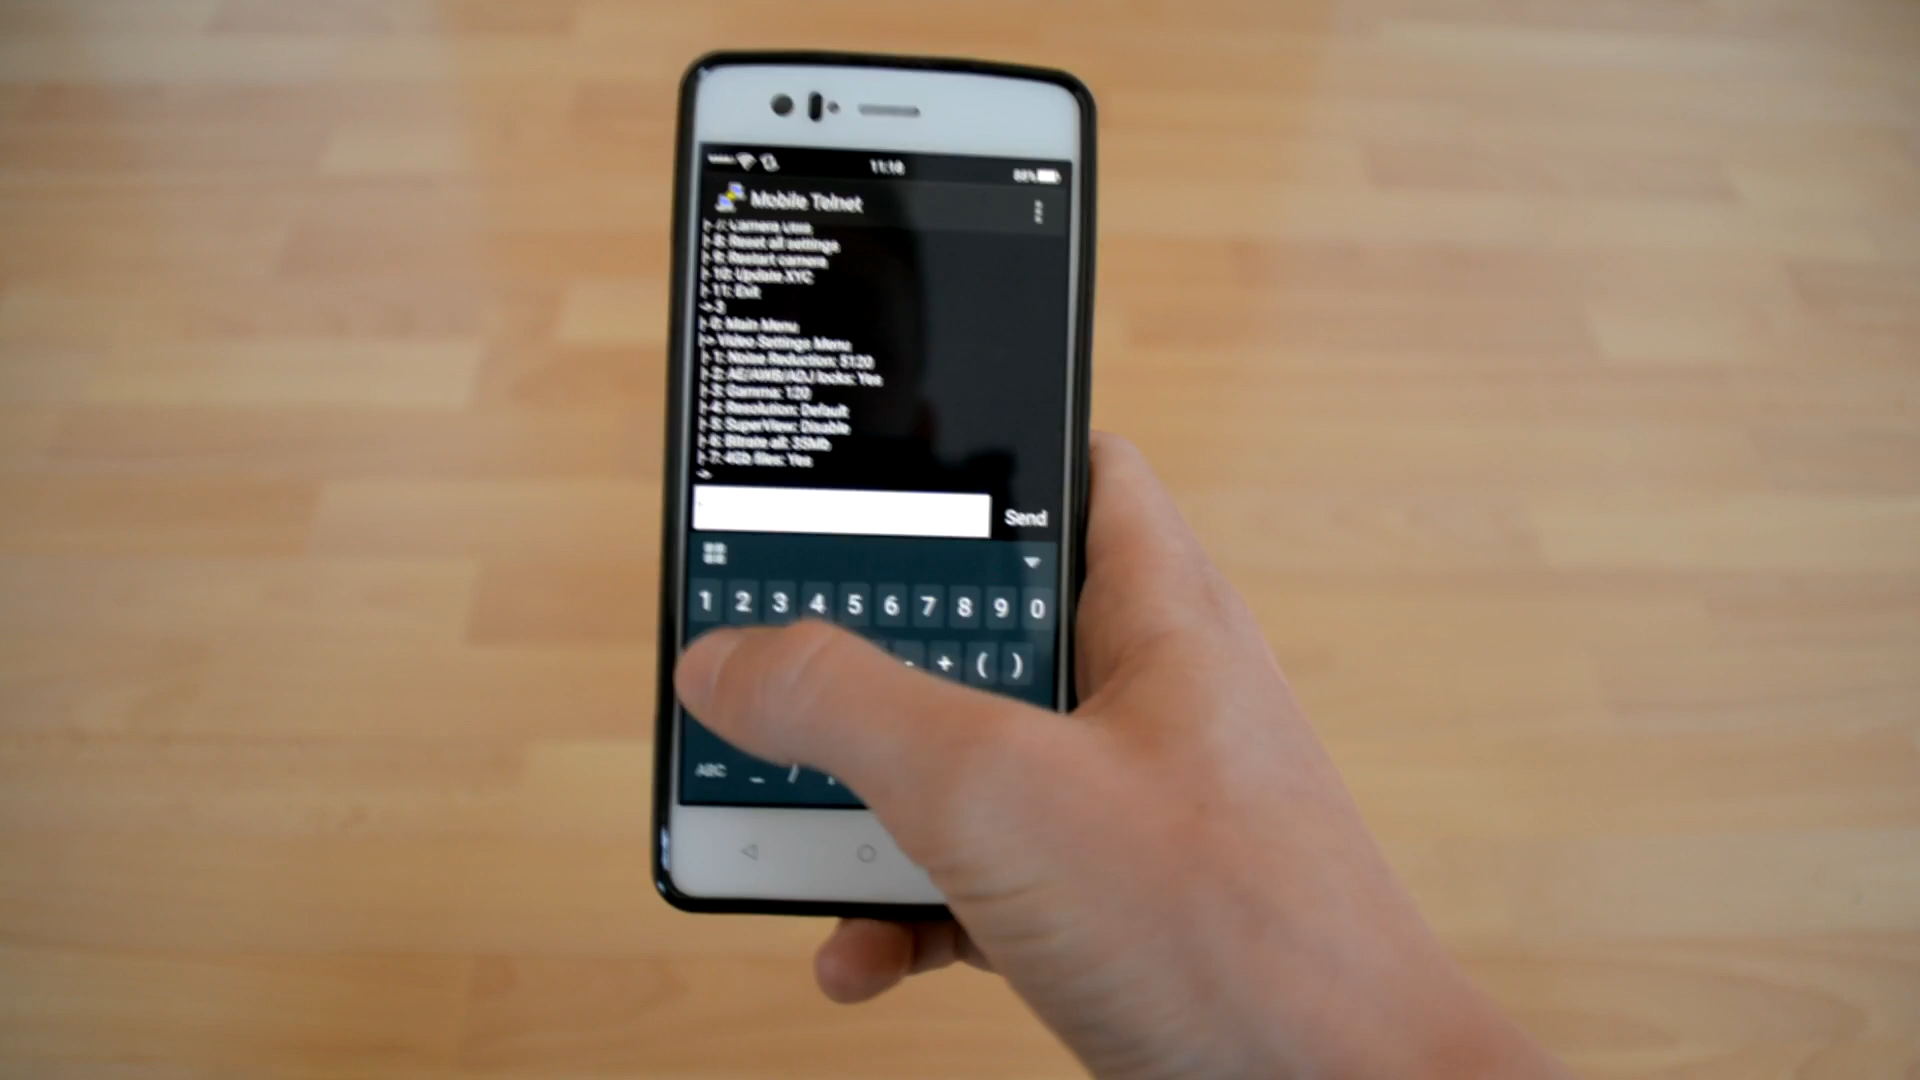 11:18
88%
Mobile Telnet
|- 7: Camera Lists
|- 8: Reset all settings
|- 9: Restart camera
|- 10: Update XYC
|- 11: Exit
-> 3
|- 0: Main Menu
|-> Video Settings Menu
|- 1: Noise Reduction: 5120
|- 2: AE/AWB/ADJ locks: Yes
|- 3: Gamma: 120
|- 4: Resolution: Default
|- 5: SuperView: Disable
|- 6: Bitrate all: 35Mb
|- 7: 4Gb files: Yes
->
Send
1 2 3 4 5 6 7 8 9 0
- + ( )
ABC _ /